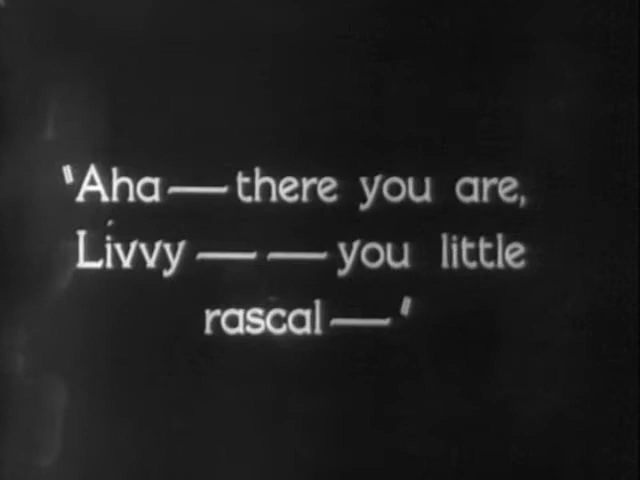 "Aha—there you are,
Livvy— —you little
rascal—"